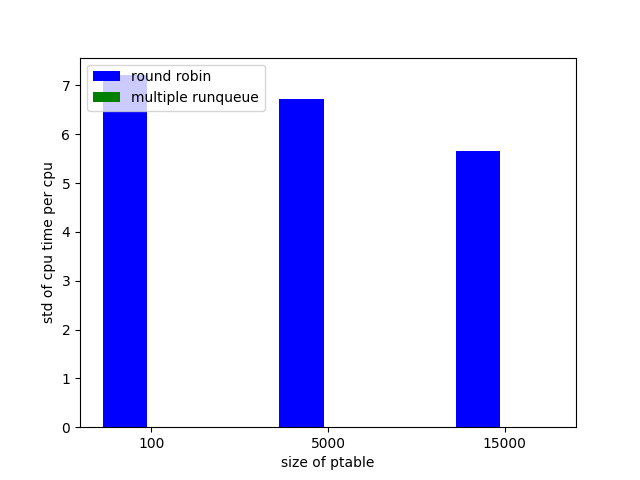 round robin
multiple runqueue
7
6
5
4
3
2
1
0
std of cpu time per cpu
100 5000 15000
size of ptable